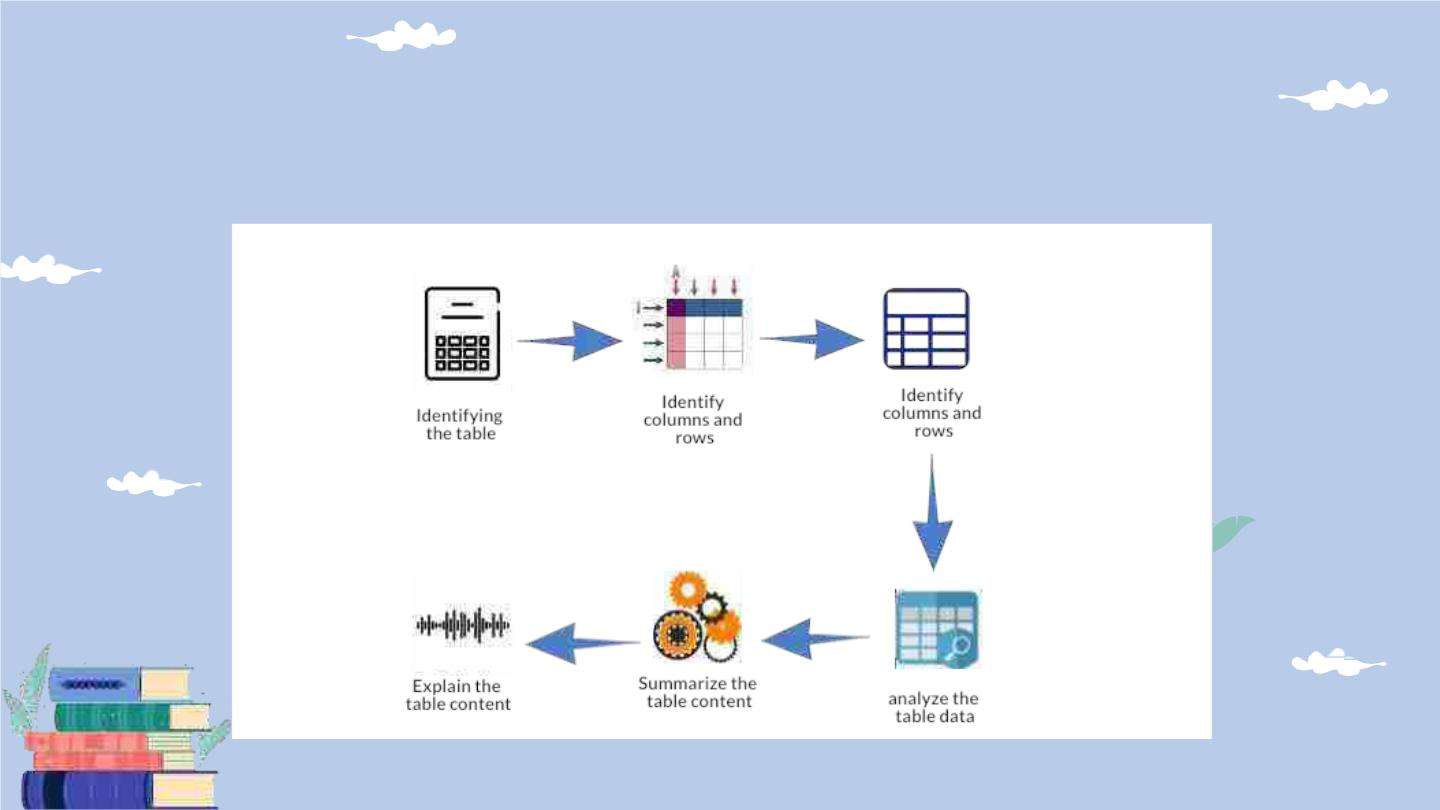 A
Identifying
the table
Identify
columns and
rows
Identify
columns and
rows
Explain the
table content
Summarize the
table content
analyze the
table data